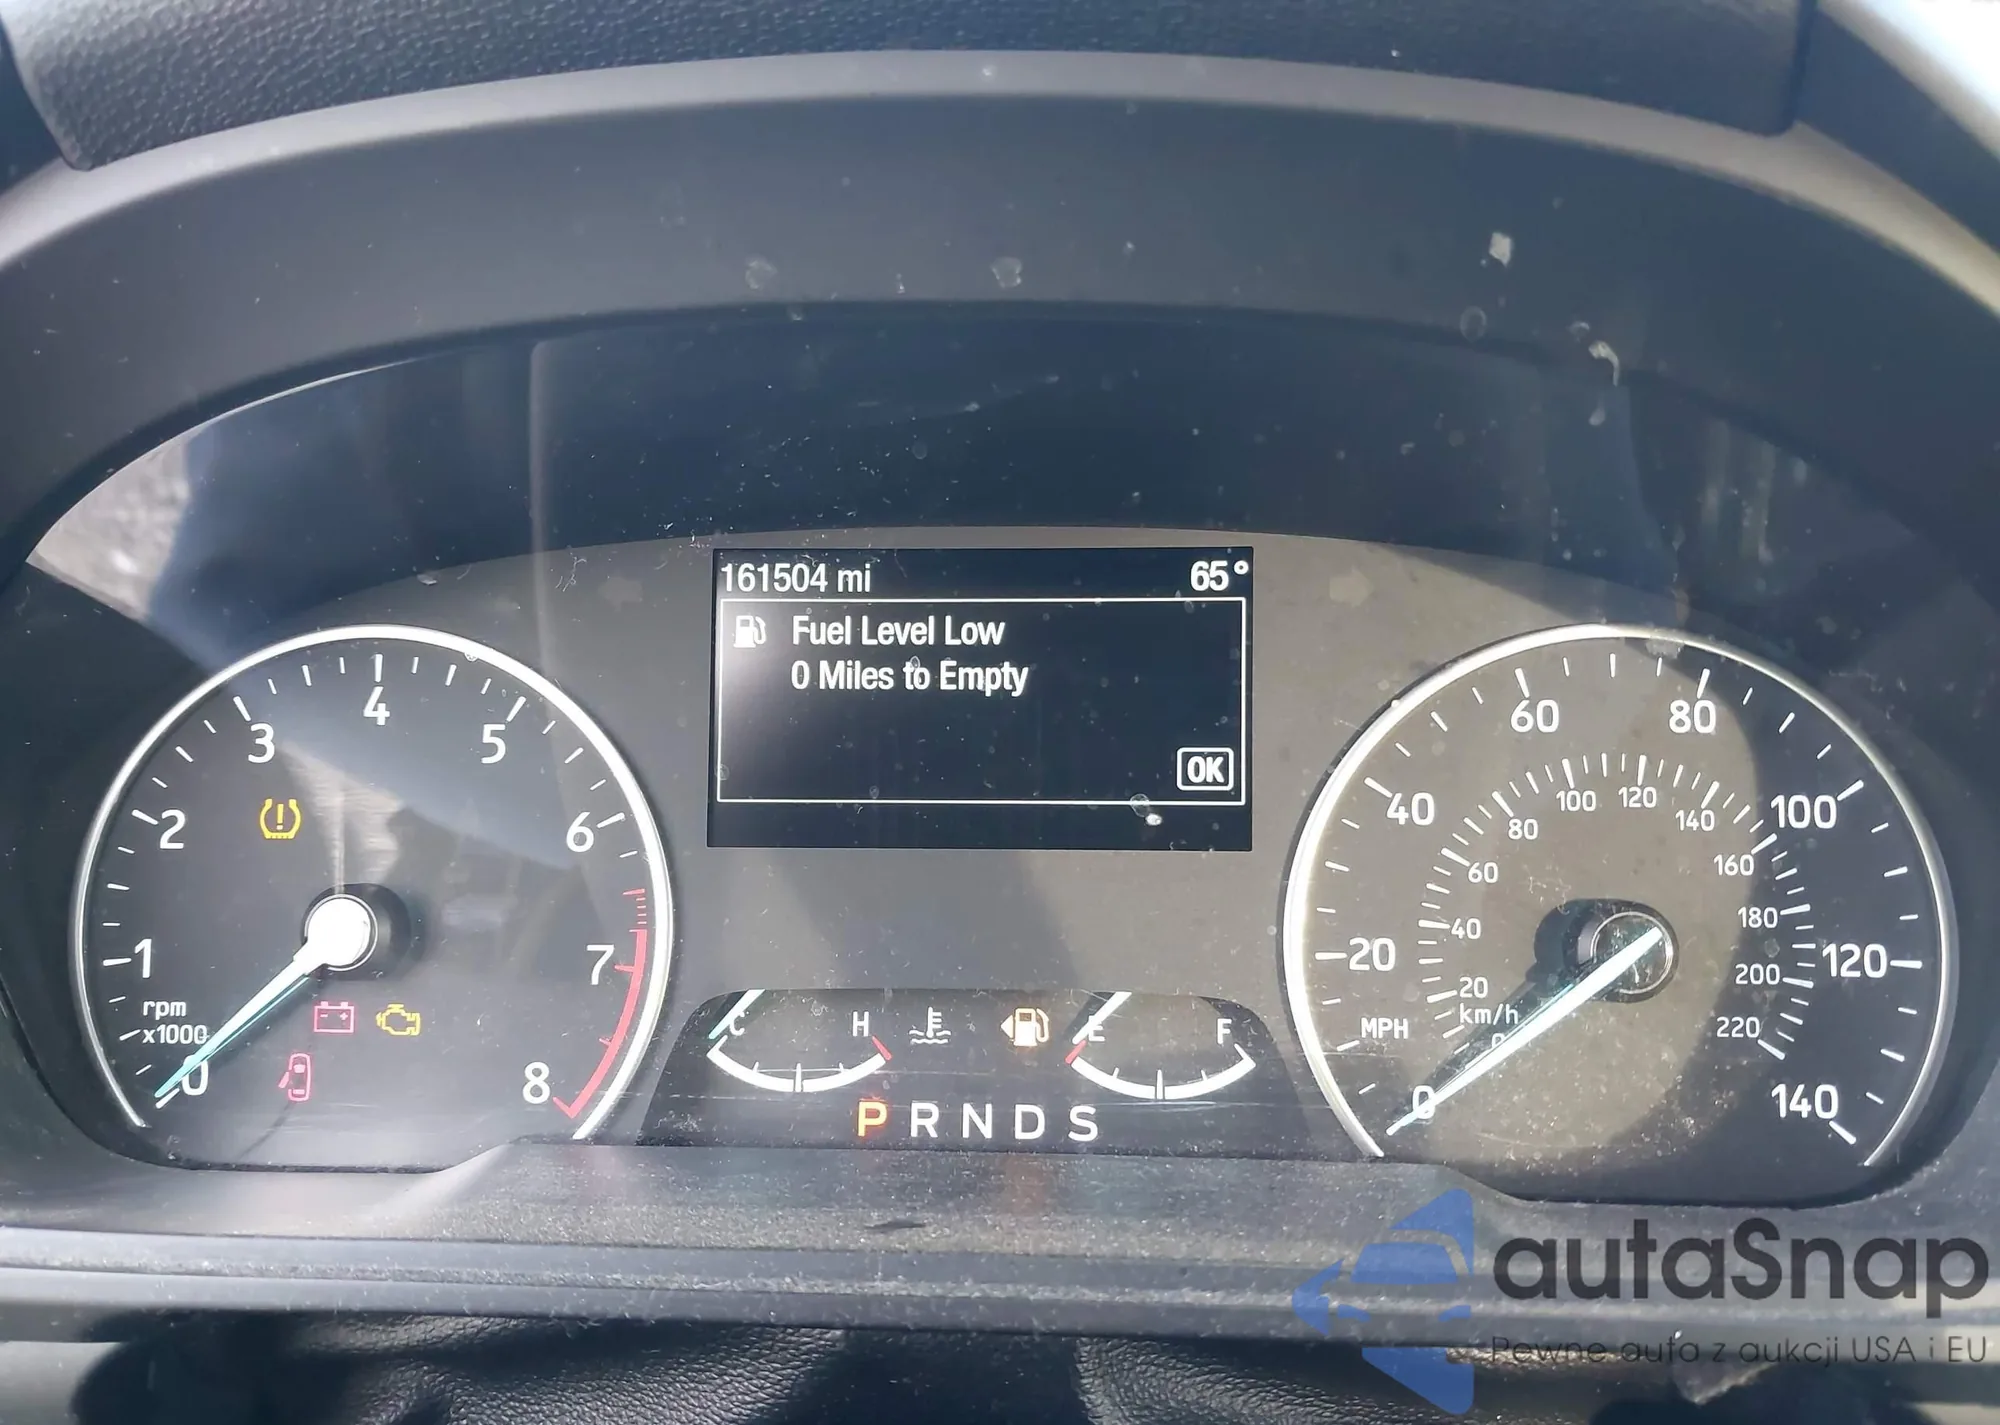 161504 mi 65°
Fuel Level Low
0 Miles to Empty
OK
0 1 2 3 4 5 6 7 8
rpm
x1000
C H
E F
P R N D S
0 20 40 60 80 100 120 140
MPH
0 20 40 60 80 100 120 140 160 180 200 220
km/h
autaSnap
Pewne auta z aukcji USA i EU